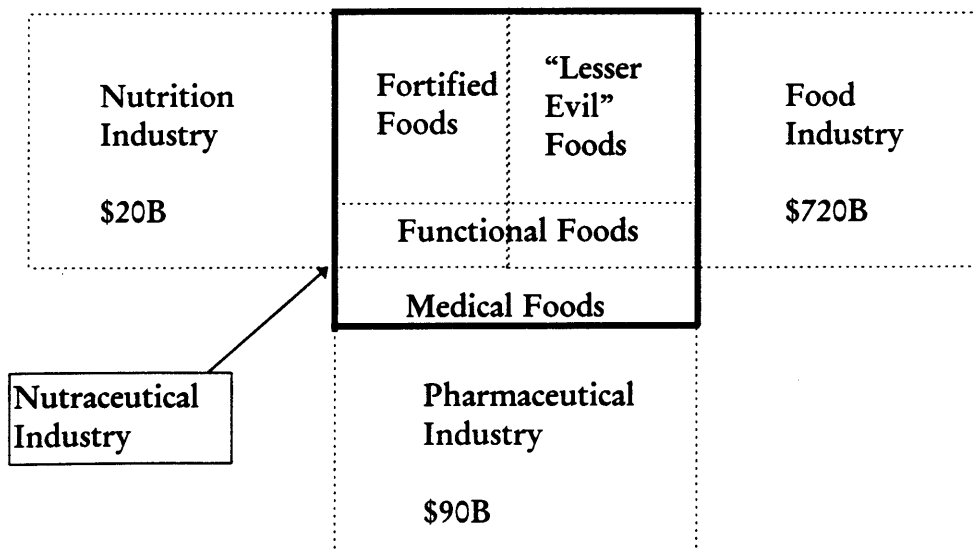 Nutrition
Industry
$20B
Fortified
Foods
“Lesser
Evil”
Foods
Food
Industry
$720B
Functional Foods
Medical Foods
Nutraceutical
Industry
Pharmaceutical
Industry
$90B